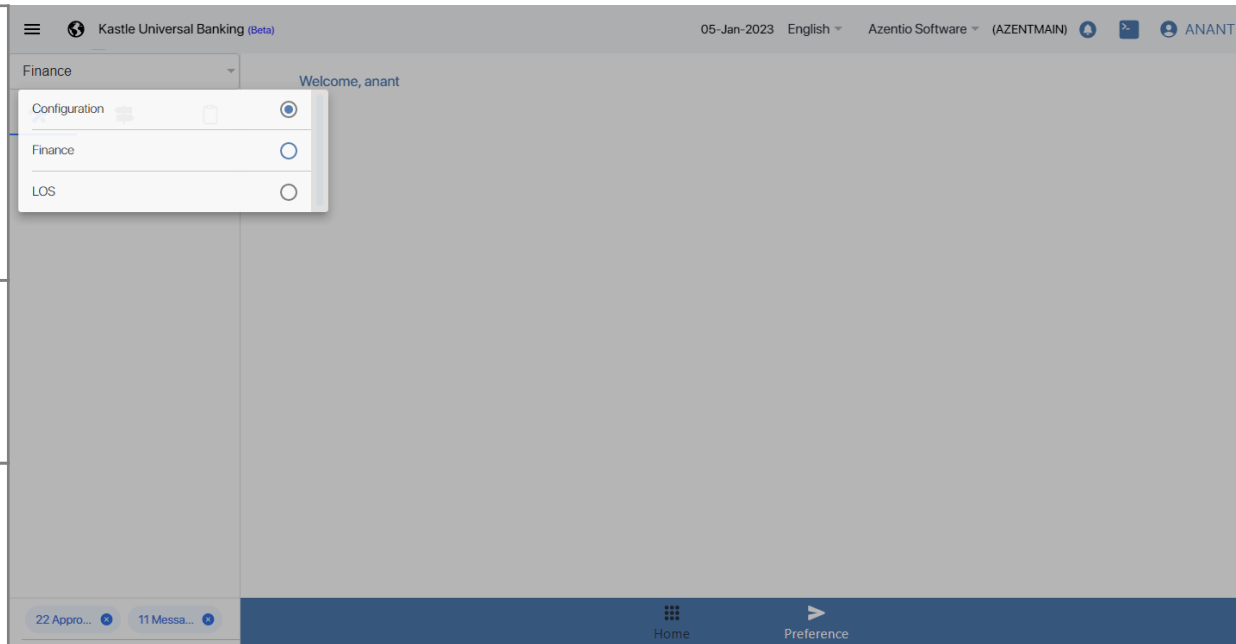 Kastle Universal Banking (Beta)
05-Jan-2023 English Azentio Software (AZENTMAIN) ANANT
Finance
Welcome, anant
Configuration
Finance
LOS
22 Appro... 11 Messa...
Home Preference